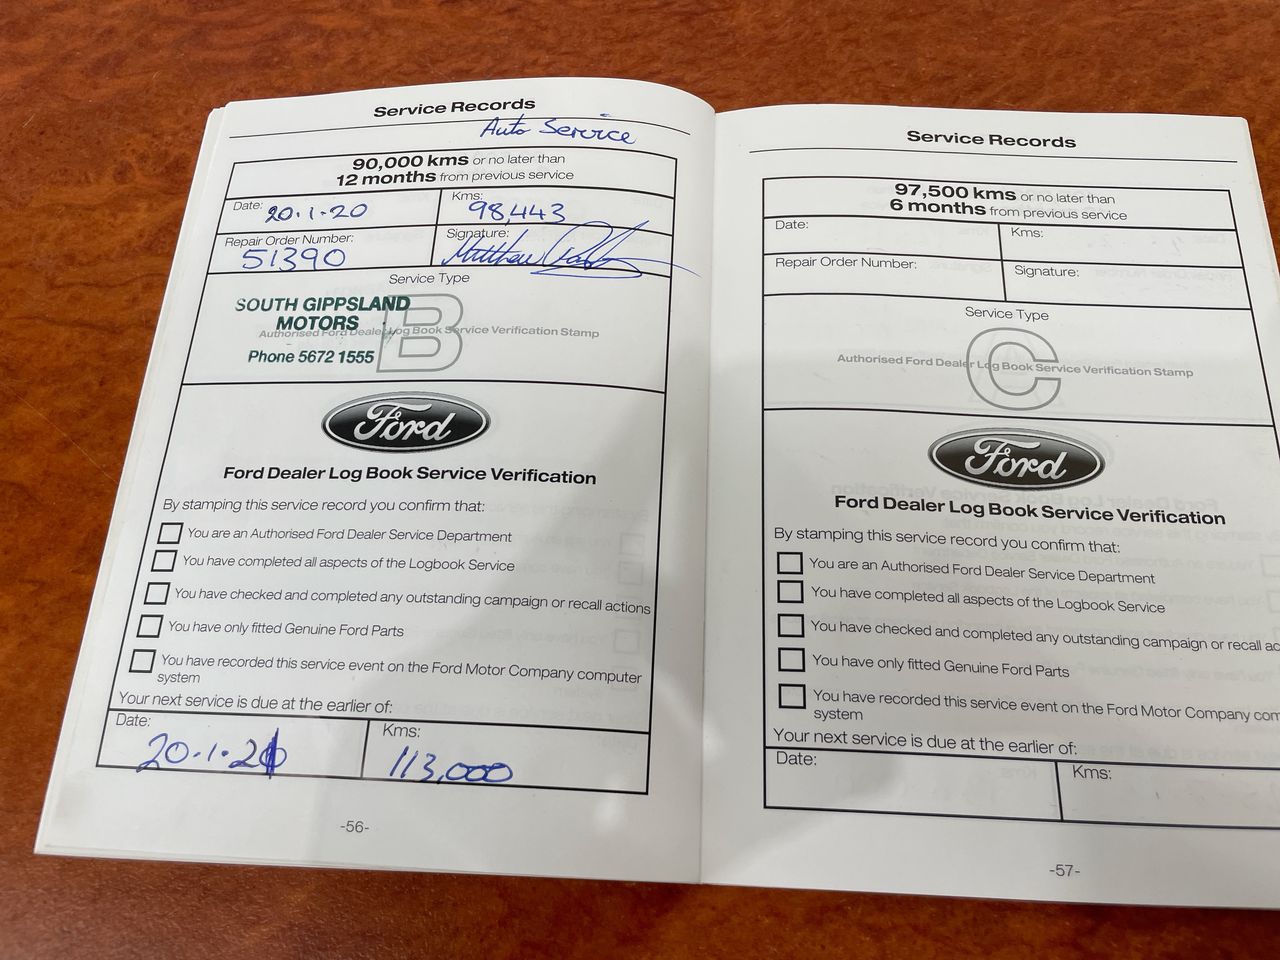 Service Records
Auto Service
90,000 kms or no later than
12 months from previous service
Date: 20.1.20
Kms: 98,443
Repair Order Number: 51390
Signature:
Service Type
SOUTH GIPPSLAND
MOTORS
B
Authorised Ford Dealer Log Book Service Verification Stamp
Phone 5672 1555
Ford
Ford Dealer Log Book Service Verification
By stamping this service record you confirm that:
You are an Authorised Ford Dealer Service Department
You have completed all aspects of the Logbook Service
You have checked and completed any outstanding campaign or recall actions
You have only fitted Genuine Ford Parts
You have recorded this service event on the Ford Motor Company computer
system
Your next service is due at the earlier of:
Date: 20.1.21
Kms: 113,000
-56-
Service Records
97,500 kms or no later than
6 months from previous service
Date:
Kms:
Repair Order Number:
Signature:
Service Type
C
Authorised Ford Dealer Log Book Service Verification Stamp
Ford
Ford Dealer Log Book Service Verification
By stamping this service record you confirm that:
You are an Authorised Ford Dealer Service Department
You have completed all aspects of the Logbook Service
You have checked and completed any outstanding campaign or recall ac
You have only fitted Genuine Ford Parts
You have recorded this service event on the Ford Motor Company com
system
Your next service is due at the earlier of:
Date:
Kms:
-57-